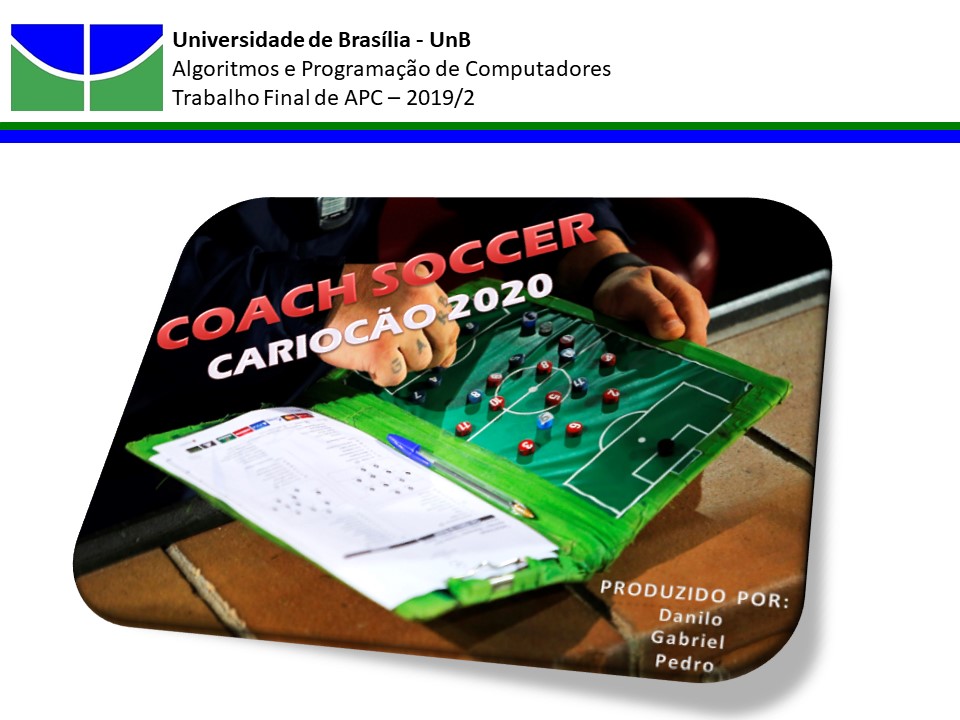 Universidade de Brasília - UnB
Algoritmos e Programação de Computadores
Trabalho Final de APC – 2019/2
COACH SOCCER
CARIOCÃO 2020
PRODUZIDO POR:
Danilo
Gabriel
Pedro